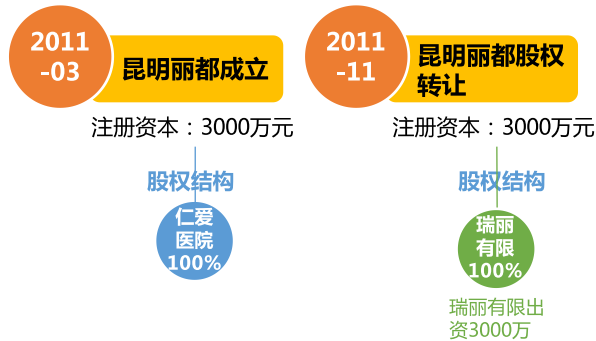 2011
-03
昆明丽都成立
注册资本：3000万元
股权结构
仁爱
医院
100%
2011
-11
昆明丽都股权
转让
注册资本：3000万元
股权结构
瑞丽
有限
100%
瑞丽有限出
资3000万